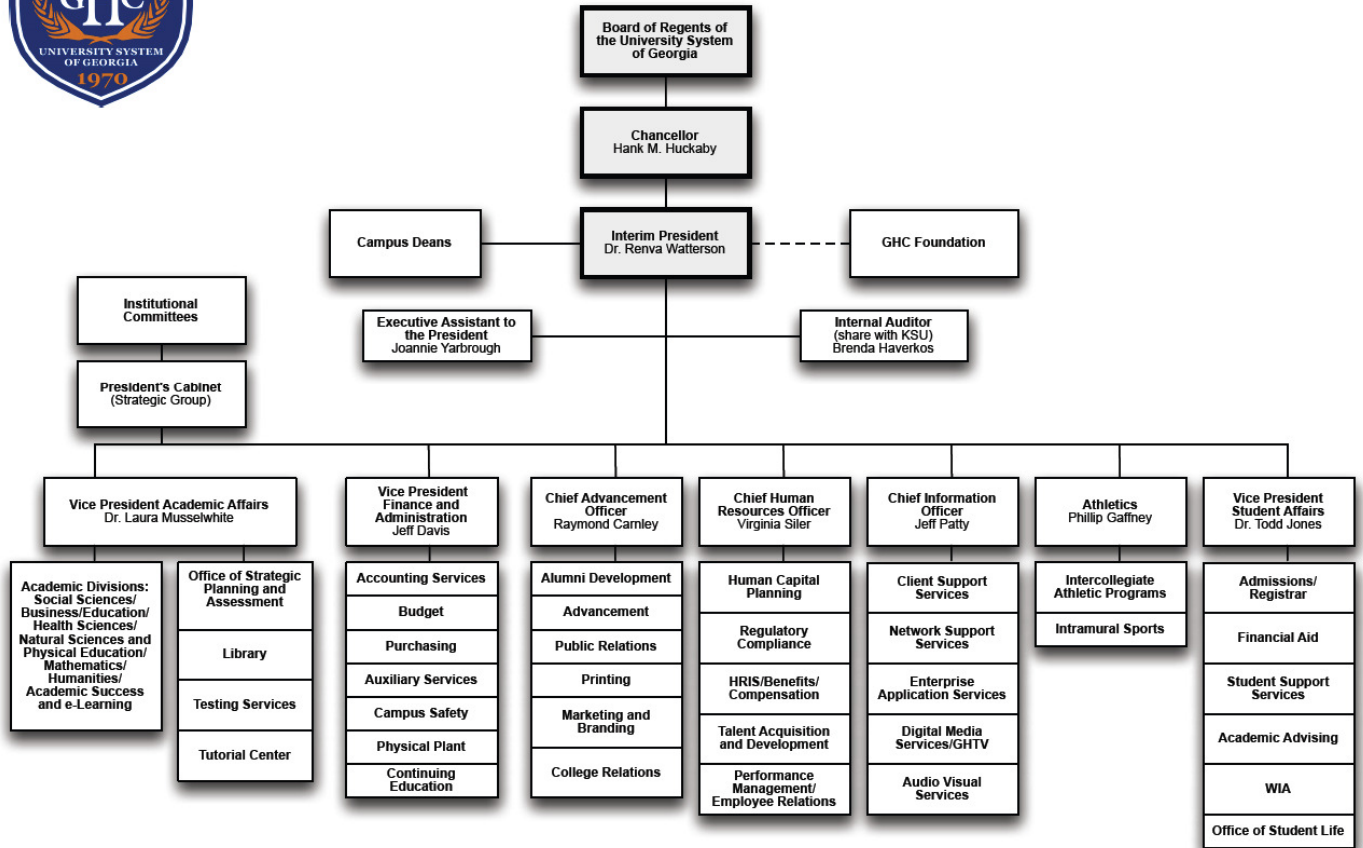 GHC
UNIVERSITY SYSTEM
OF GEORGIA
1970
Board of Regents of
the University System
of Georgia
Chancellor
Hank M. Huckaby
Campus Deans
Interim President
Dr. Renva Watterson
GHC Foundation
Institutional
Committees
Executive Assistant to
the President
Joannie Yarbrough
Internal Auditor
(share with KSU)
Brenda Haverkos
President's Cabinet
(Strategic Group)
Vice President Academic Affairs
Dr. Laura Musselwhite
Vice President
Finance and
Administration
Jeff Davis
Chief Advancement
Officer
Raymond Carnley
Chief Human
Resources Officer
Virginia Siler
Chief Information
Officer
Jeff Patty
Athletics
Phillip Gaffney
Vice President
Student Affairs
Dr. Todd Jones
Academic Divisions:
Social Sciences/
Business/Education/
Health Sciences/
Natural Sciences and
Physical Education/
Mathematics/
Humanities/
Academic Success
and e-Learning
Office of Strategic
Planning and
Assessment
Library
Testing Services
Tutorial Center
Accounting Services
Budget
Purchasing
Auxiliary Services
Campus Safety
Physical Plant
Continuing
Education
Alumni Development
Advancement
Public Relations
Printing
Marketing and
Branding
College Relations
Human Capital
Planning
Regulatory
Compliance
HRIS/Benefits/
Compensation
Talent Acquisition
and Development
Performance
Management/
Employee Relations
Client Support
Services
Network Support
Services
Enterprise
Application Services
Digital Media
Services/GHTV
Audio Visual
Services
Intercollegiate
Athletic Programs
Intramural Sports
Admissions/
Registrar
Financial Aid
Student Support
Services
Academic Advising
WIA
Office of Student Life